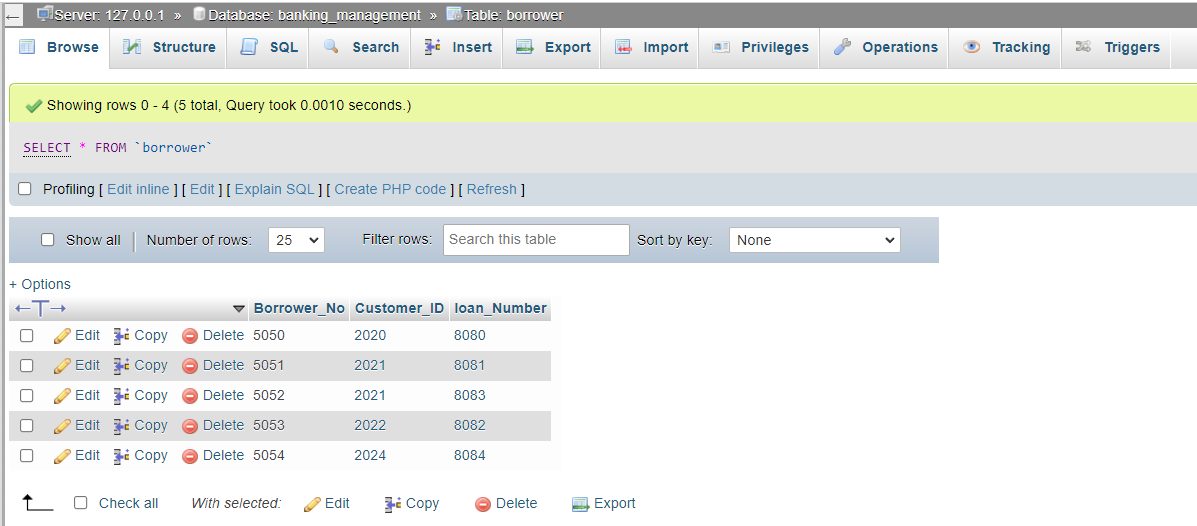 Server: 127.0.0.1 » Database: banking_management » Table: borrower
Browse Structure SQL Search Insert Export Import Privileges Operations Tracking Triggers
Showing rows 0 - 4 (5 total, Query took 0.0010 seconds.)
SELECT * FROM `borrower`
Profiling [ Edit inline ] [ Edit ] [ Explain SQL ] [ Create PHP code ] [ Refresh ]
Show all Number of rows: 25 Filter rows: Search this table Sort by key: None
+ Options
←T→ Borrower_No Customer_ID loan_Number
Edit Copy Delete 5050 2020 8080
Edit Copy Delete 5051 2021 8081
Edit Copy Delete 5052 2021 8083
Edit Copy Delete 5053 2022 8082
Edit Copy Delete 5054 2024 8084
Check all With selected: Edit Copy Delete Export